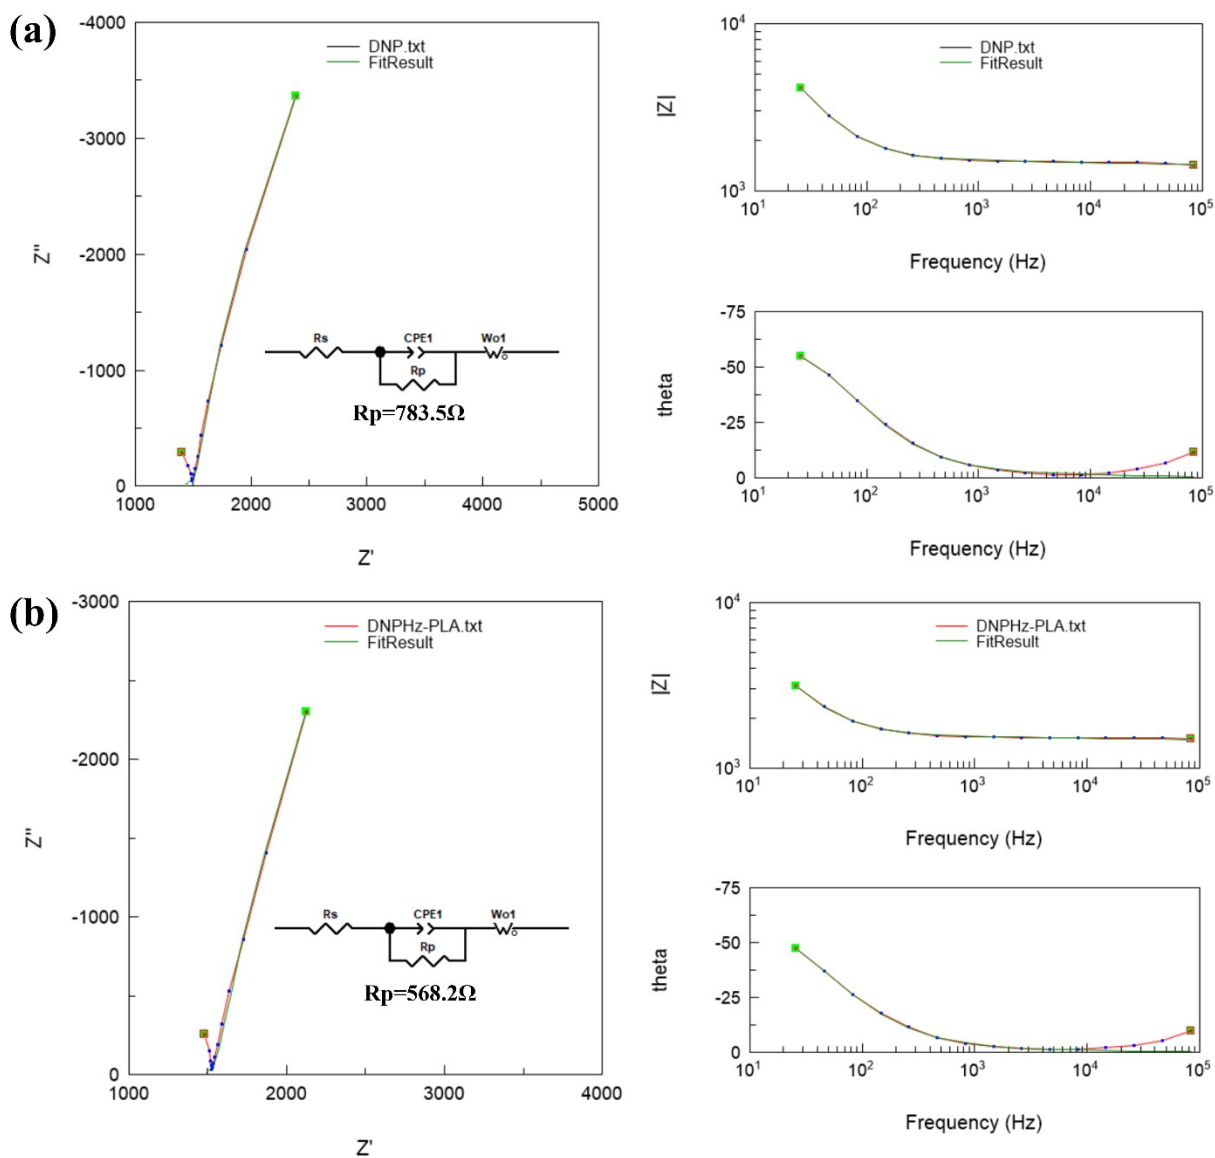 (a)
-4000
-3000
-2000
-1000
0
1000
2000
3000
4000
5000
Z'
Z''
DNP.txt
FitResult
Rs
CPE1
Wo1
Rp
Rp=783.5Ω
10⁴
10³
10¹
10²
10³
10⁴
10⁵
Frequency (Hz)
|Z|
DNP.txt
FitResult
-75
-50
-25
0
10¹
10²
10³
10⁴
10⁵
Frequency (Hz)
theta
(b)
-3000
-2000
-1000
0
1000
2000
3000
4000
Z'
Z''
DNPHz-PLA.txt
FitResult
Rs
CPE1
Wo1
Rp
Rp=568.2Ω
10⁴
10³
10¹
10²
10³
10⁴
10⁵
Frequency (Hz)
|Z|
DNPHz-PLA.txt
FitResult
-75
-50
-25
0
10¹
10²
10³
10⁴
10⁵
Frequency (Hz)
theta